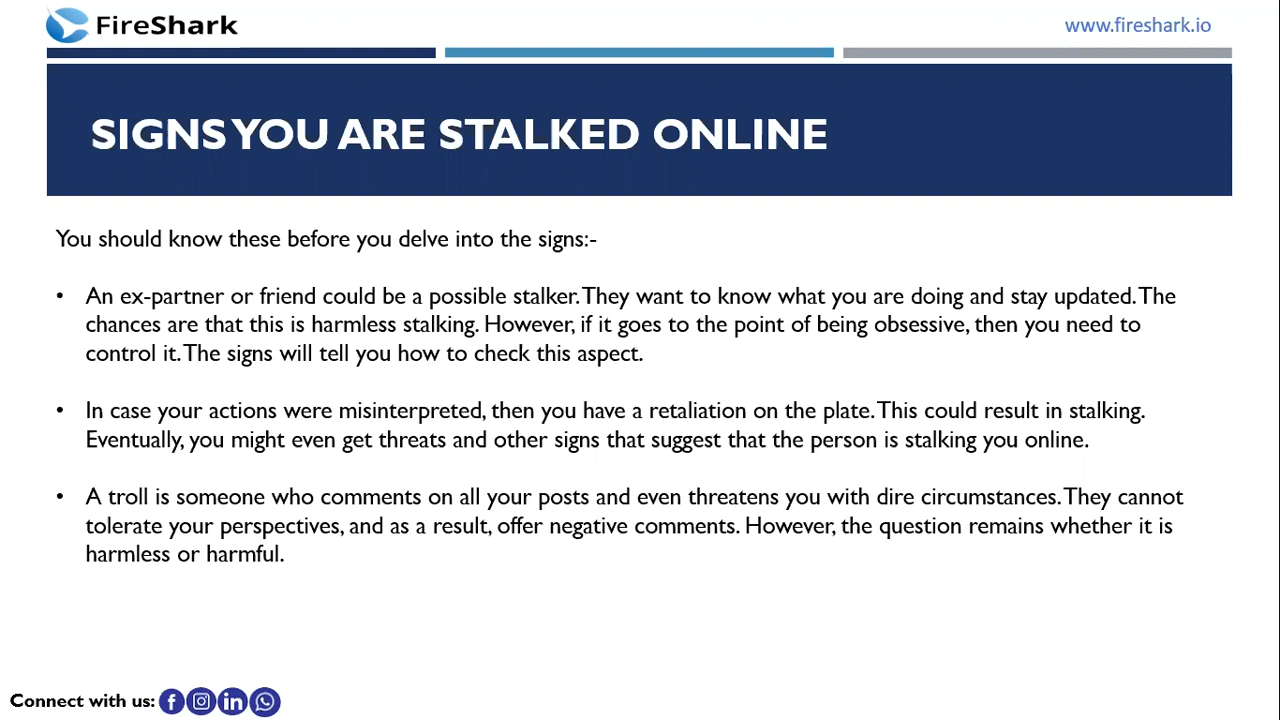 FireShark
www.fireshark.io
SIGNS YOU ARE STALKED ONLINE
You should know these before you delve into the signs:-
• An ex-partner or friend could be a possible stalker. They want to know what you are doing and stay updated. The
chances are that this is harmless stalking. However, if it goes to the point of being obsessive, then you need to
control it. The signs will tell you how to check this aspect.
• In case your actions were misinterpreted, then you have a retaliation on the plate. This could result in stalking.
Eventually, you might even get threats and other signs that suggest that the person is stalking you online.
• A troll is someone who comments on all your posts and even threatens you with dire circumstances. They cannot
tolerate your perspectives, and as a result, offer negative comments. However, the question remains whether it is
harmless or harmful.
Connect with us: